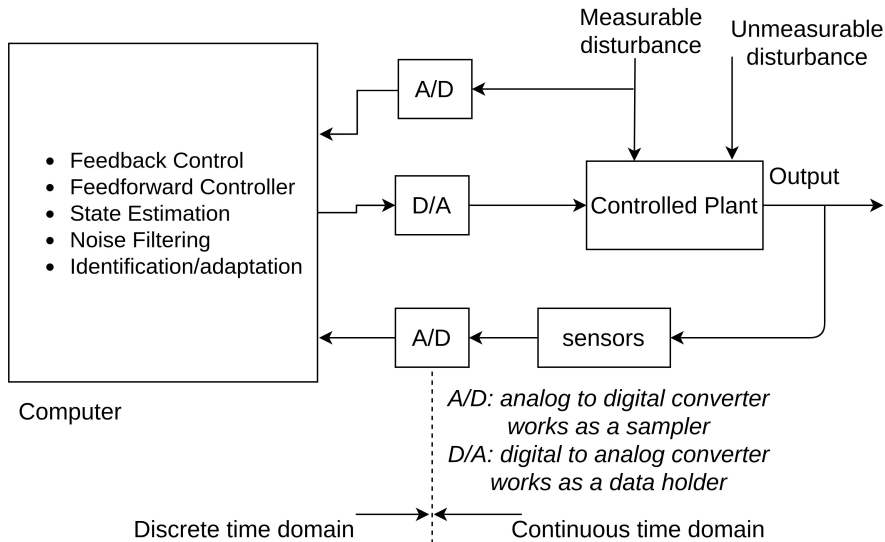 Measurable
disturbance
Unmeasurable
disturbance
A/D
• Feedback Control
• Feedforward Controller
• State Estimation
• Noise Filtering
• Identification/adaptation
D/A
Controlled Plant
Output
A/D
sensors
Computer
A/D: analog to digital converter
works as a sampler
D/A: digital to analog converter
works as a data holder
Discrete time domain
Continuous time domain